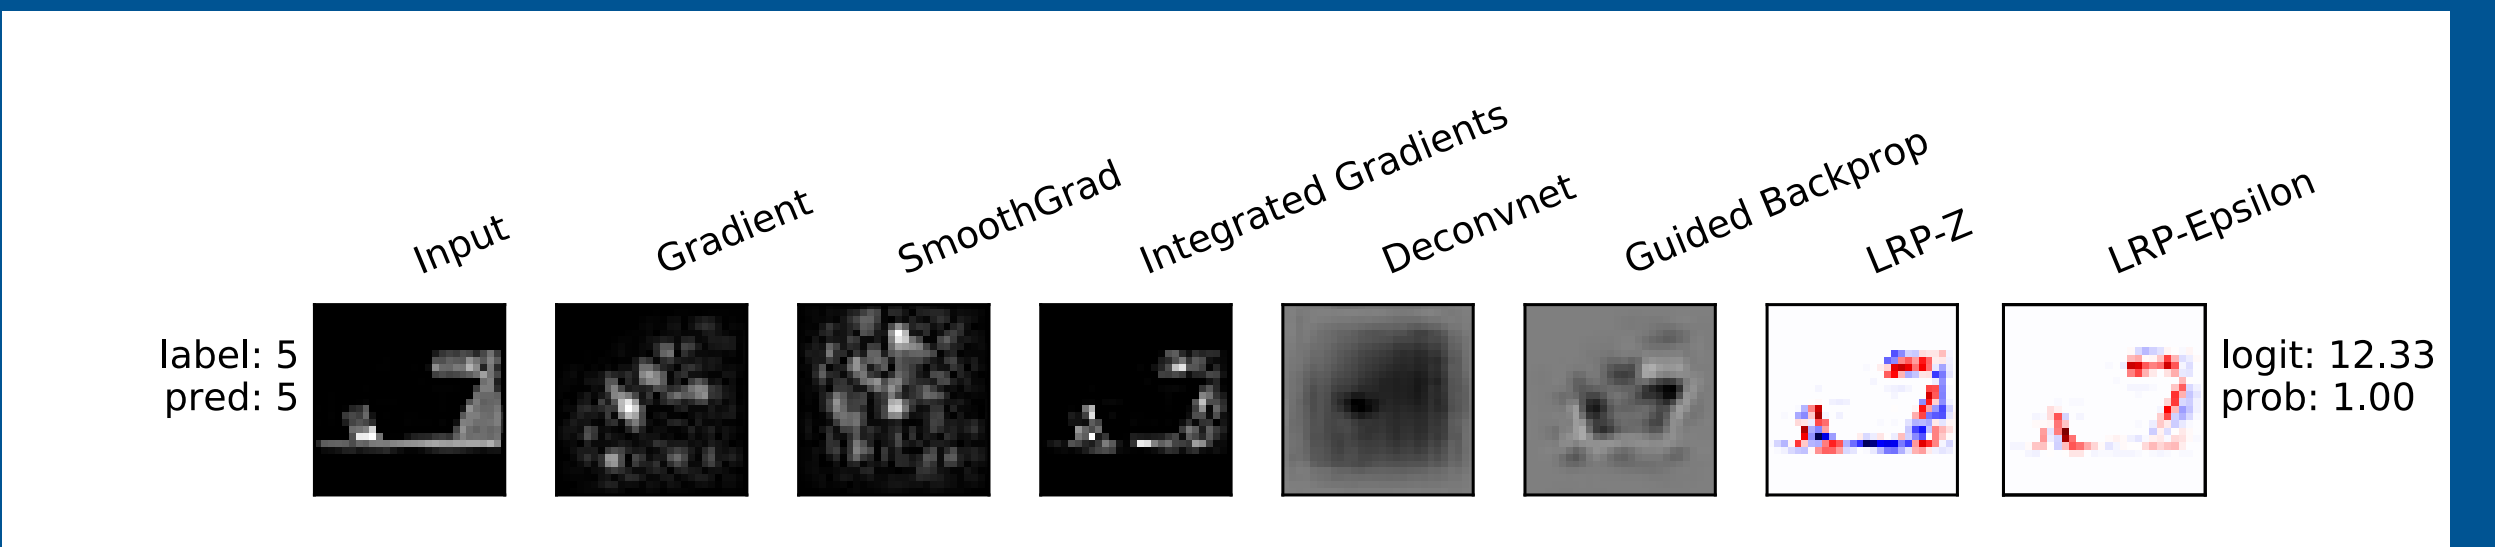 Input
Gradient
SmoothGrad
Integrated Gradients
Deconvnet
Guided Backprop
LRP-Z
LRP-Epsilon
label: 5
pred: 5
logit: 12.33
prob: 1.00